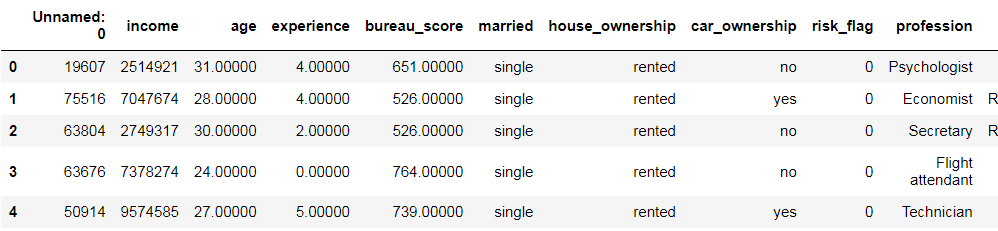 Unnamed: 0 income age experience bureau_score married house_ownership car_ownership risk_flag profession
0 19607 2514921 31.00000 4.00000 651.00000 single rented no 0 Psychologist
1 75516 7047674 28.00000 4.00000 526.00000 single rented yes 0 Economist R
2 63804 2749317 30.00000 2.00000 526.00000 single rented no 0 Secretary R
3 63676 7378274 24.00000 0.00000 764.00000 single rented no 0 Flight attendant
4 50914 9574585 27.00000 5.00000 739.00000 single rented yes 0 Technician